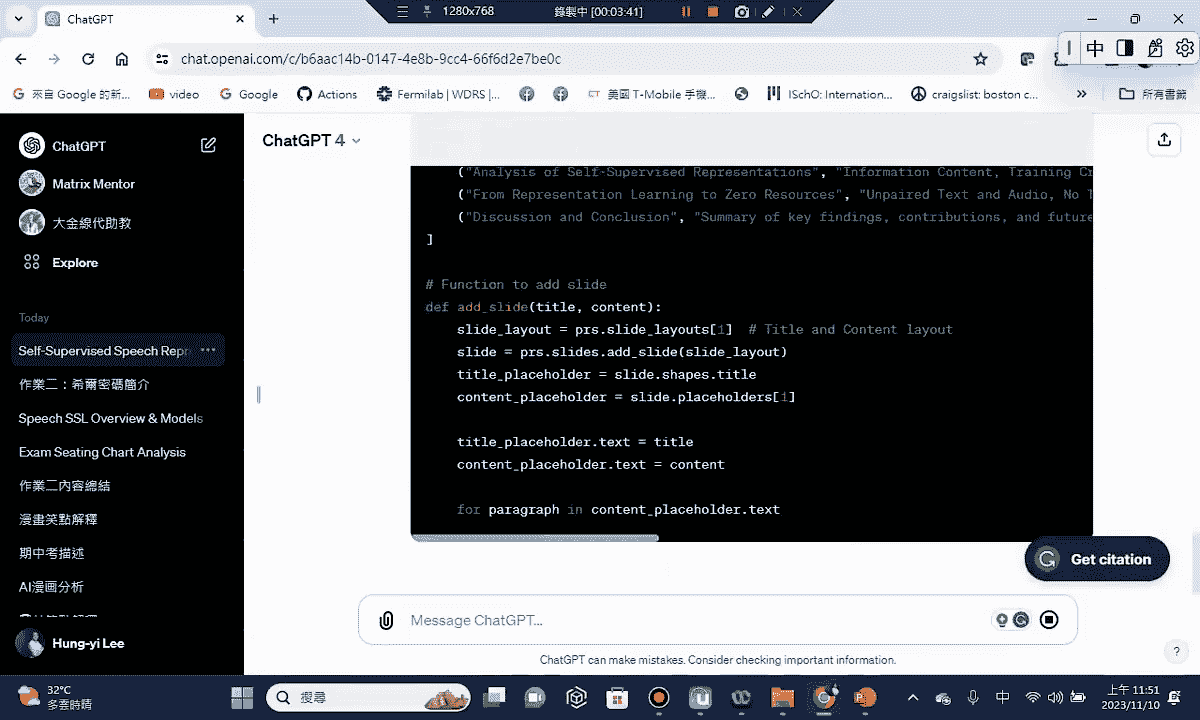 1280x768
錄製中 [00:03:41]
ChatGPT
chat.openai.com/c/b6aac14b-0147-4e8b-9cc4-66f6d2e7be0c
中
來自 Google 的新...
video
Google
Actions
Fermilab | WDRS |...
CT
美國 T-Mobile 手機...
ISchO: Internation...
craigslist: boston c...
»
所有書籤
ChatGPT
Matrix Mentor
大金線代助教
Explore
Today
Self-Supervised Speech Repr
作業二：希爾密碼簡介
Speech SSL Overview & Models
Exam Seating Chart Analysis
作業二內容總結
漫畫笑點解釋
期中考描述
AI漫画分析
Hung-yi Lee
ChatGPT 4
("Analysis of Self-Supervised Representations", "Information Content, Training Cr
("From Representation Learning to Zero Resources", "Unpaired Text and Audio, No T
("Discussion and Conclusion", "Summary of key findings, contributions, and future
]
# Function to add slide
def add_slide(title, content):
slide_layout = prs.slide_layouts[1]  # Title and Content layout
slide = prs.slides.add_slide(slide_layout)
title_placeholder = slide.shapes.title
content_placeholder = slide.placeholders[1]
title_placeholder.text = title
content_placeholder.text = content
for paragraph in content_placeholder.text
Get citation
Message ChatGPT...
ChatGPT can make mistakes. Consider checking important information.
?
32°C
多雲時晴
搜尋
中
上午 11:51
2023/11/10